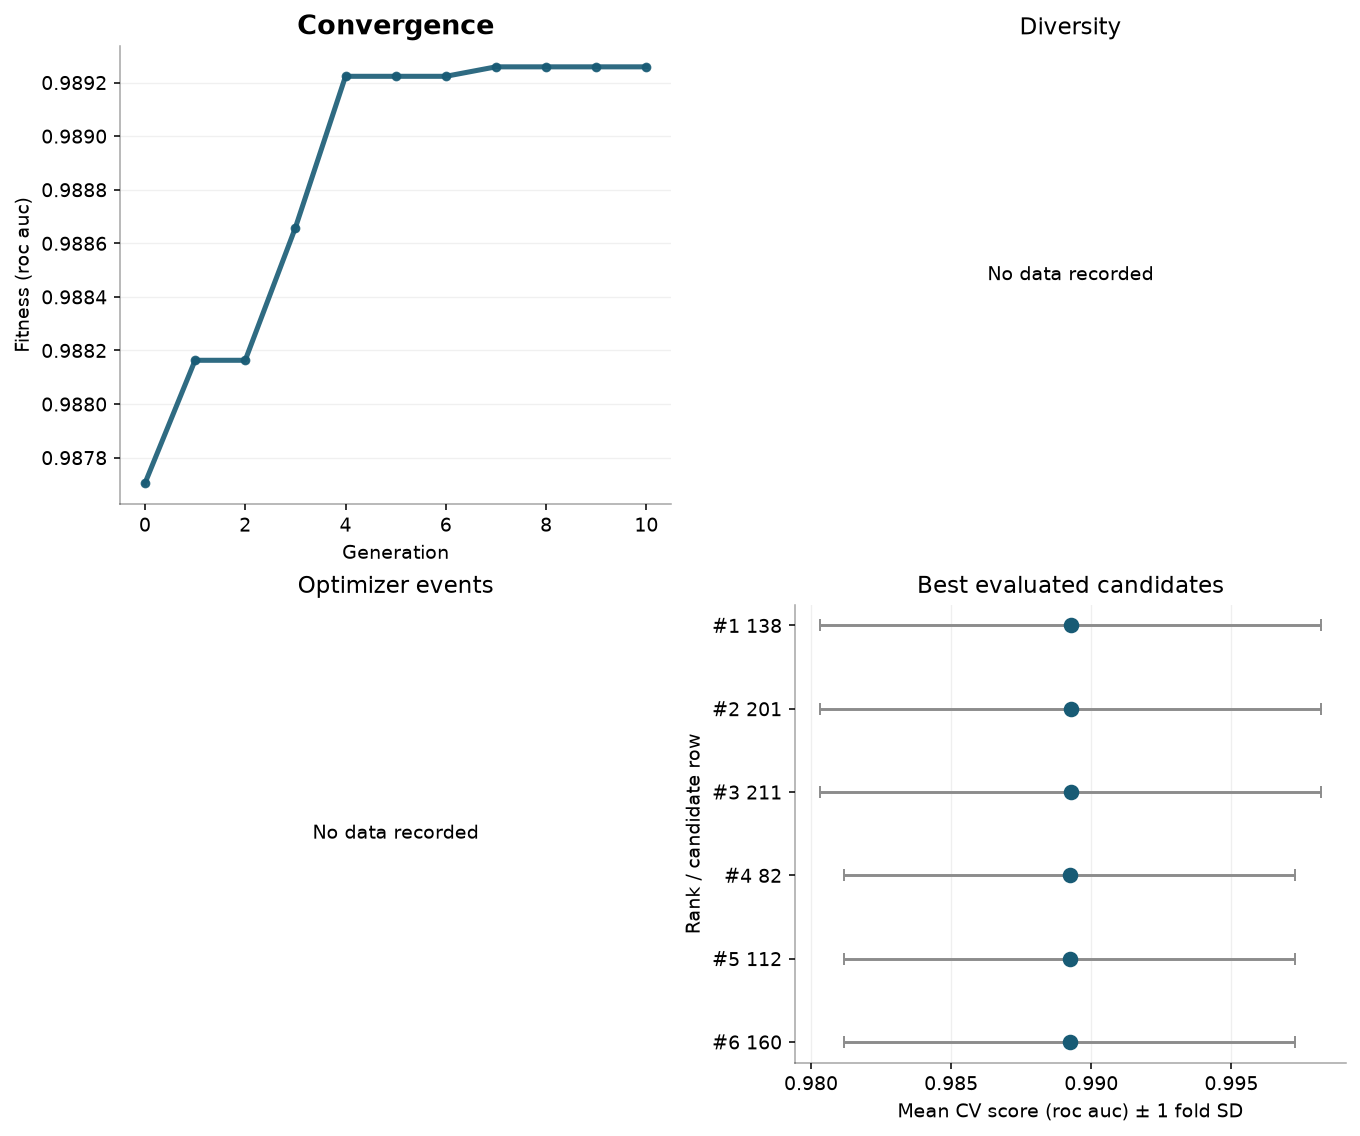 Convergence
Fitness (roc auc)
0.9892
0.9890
0.9888
0.9886
0.9884
0.9882
0.9880
0.9878
0 2 4 6 8 10
Generation
Diversity
No data recorded
Optimizer events
No data recorded
Best evaluated candidates
Rank / candidate row
#1 138
#2 201
#3 211
#4 82
#5 112
#6 160
0.980 0.985 0.990 0.995
Mean CV score (roc auc) ± 1 fold SD